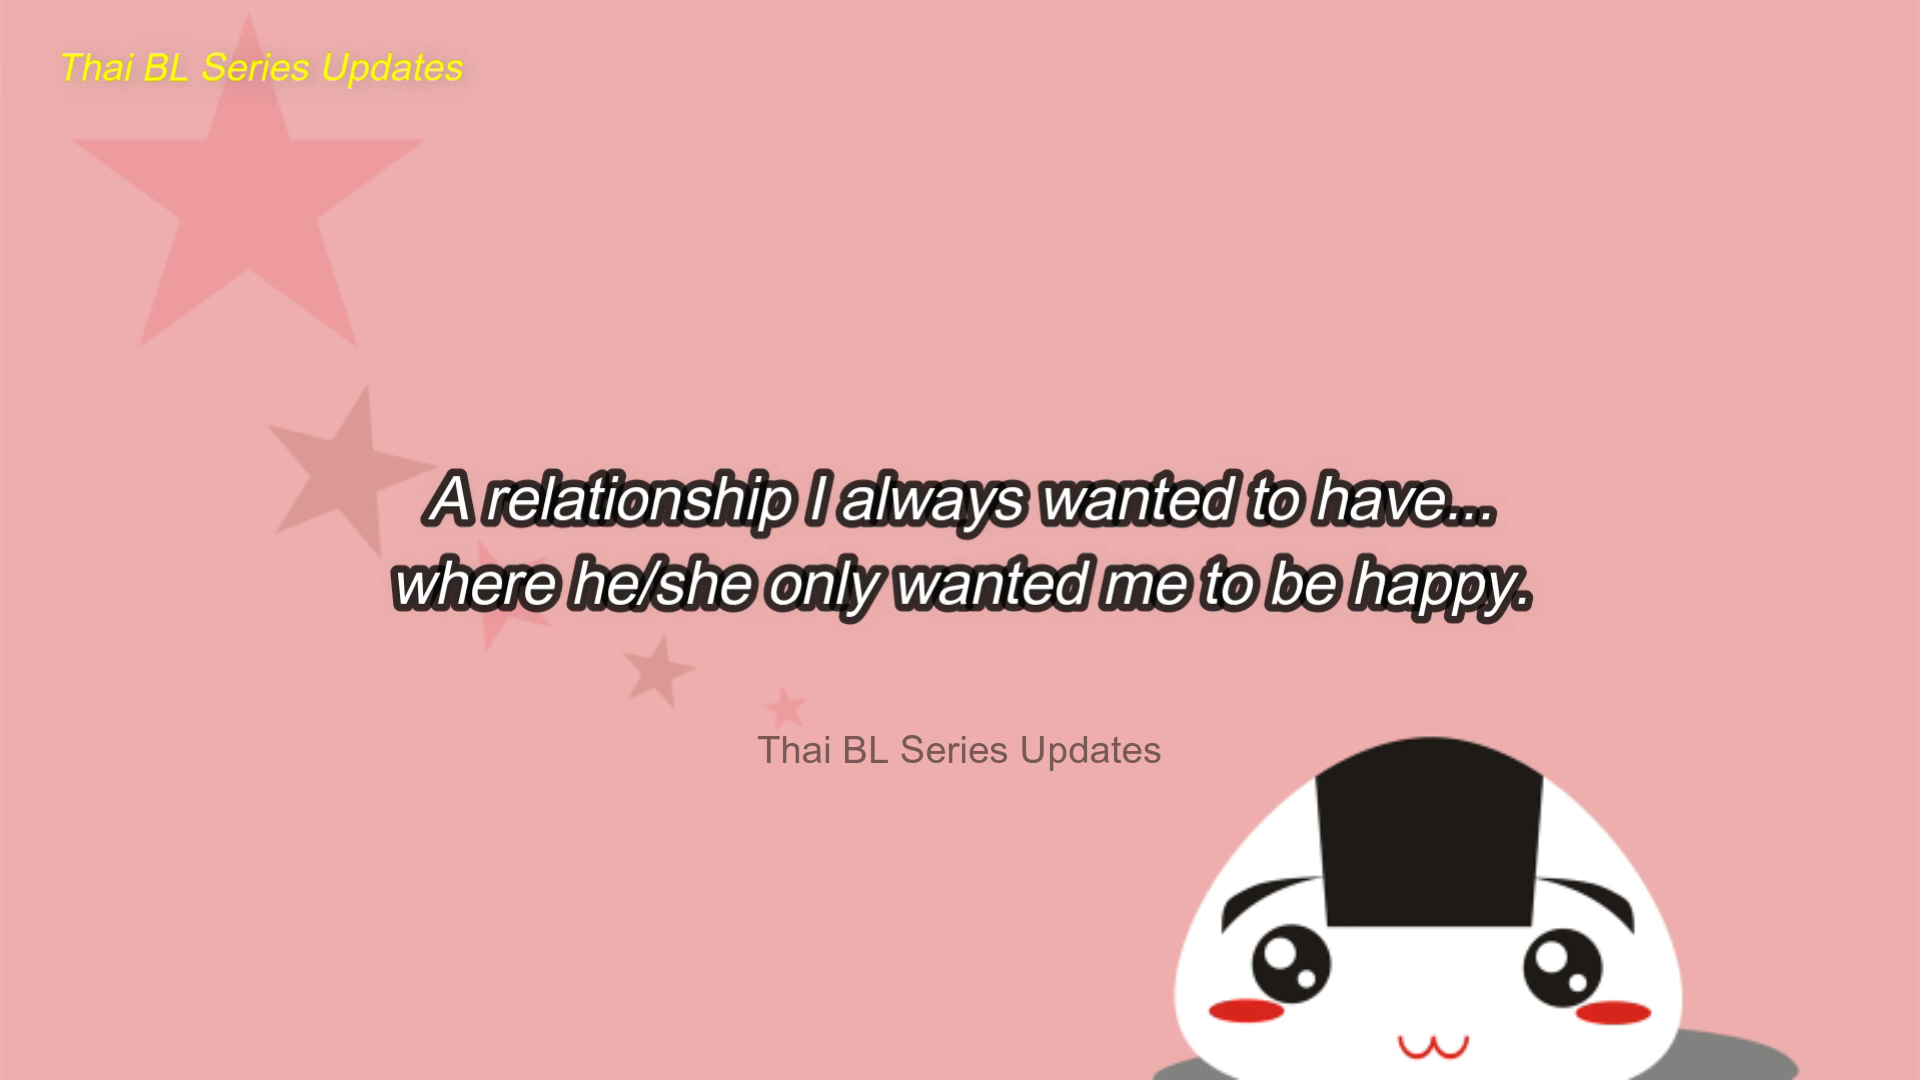 Thai BL Series Updates
A relationship I always wanted to have...
where he/she only wanted me to be happy.
Thai BL Series Updates